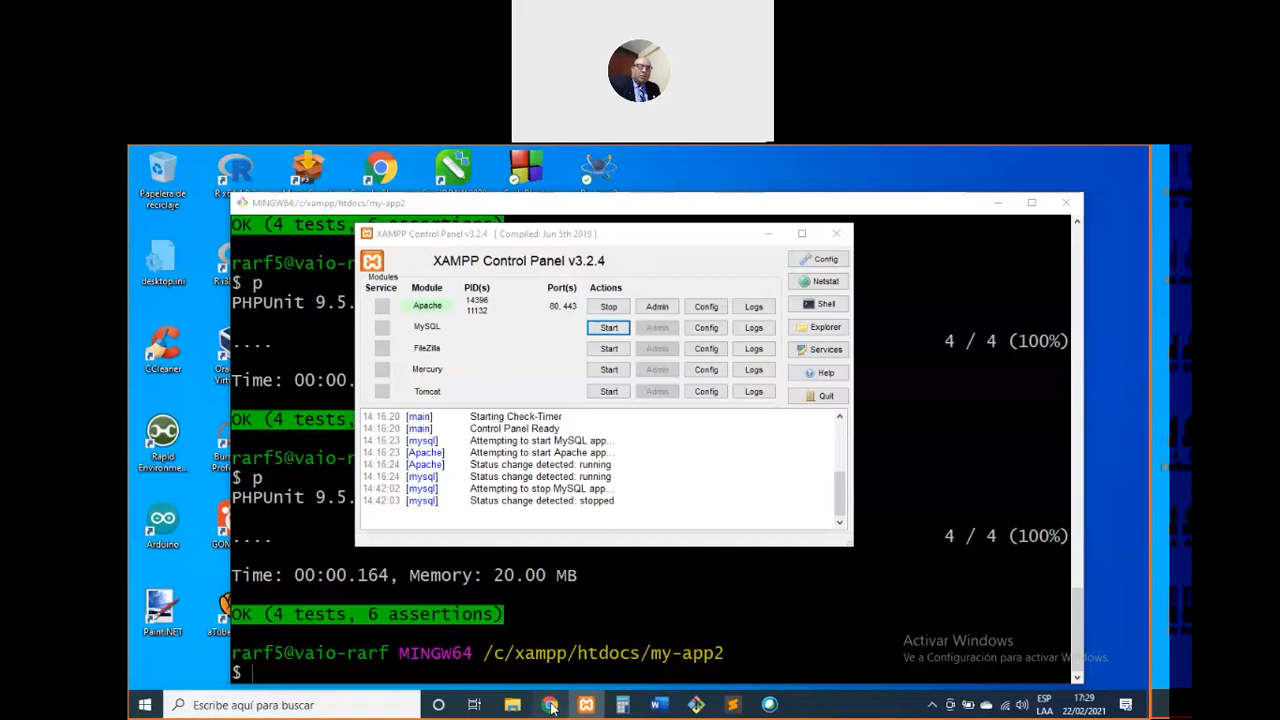 Papelera de
reciclaje
MINGW64:/c/xampp/htdocs/my-app2
OK (4 tests, 6 assertions)
XAMPP Control Panel v3.2.4 [ Compiled: Jun 5th 2019 ]
desktop.ini
rarf5@vaio-r
$ p
PHPUnit 9.5.
XAMPP Control Panel v3.2.4
Config
Modules
Service
Module
PID(s)
Port(s)
Actions
Netstat
Apache
14396
11132
80, 443
Stop
Admin
Config
Logs
Shell
MySQL
Start
Admin
Config
Logs
Explorer
FileZilla
Start
Admin
Config
Logs
Services
Mercury
Start
Admin
Config
Logs
Help
Tomcat
Start
Admin
Config
Logs
Quit
....
4 / 4 (100%)
CCleaner
Time: 00:00.
14:16:20 [main] Starting Check-Timer
14:16:20 [main] Control Panel Ready
14:16:23 [mysql] Attempting to start MySQL app...
14:16:23 [Apache] Attempting to start Apache app...
14:16:24 [Apache] Status change detected: running
14:16:24 [mysql] Status change detected: running
14:42:02 [mysql] Attempting to stop MySQL app...
14:42:03 [mysql] Status change detected: stopped
Rapid
Environme...
rarf5@vaio-r
$ p
PHPUnit 9.5.
Arduino
....
4 / 4 (100%)
Time: 00:00.164, Memory: 20.00 MB
Paint.NET
OK (4 tests, 6 assertions)
rarf5@vaio-rarf MINGW64 /c/xampp/htdocs/my-app2
$
Activar Windows
Ve a Configuración para activar Windows.
Escribe aquí para buscar
ESP
LAA
17:29
22/02/2021